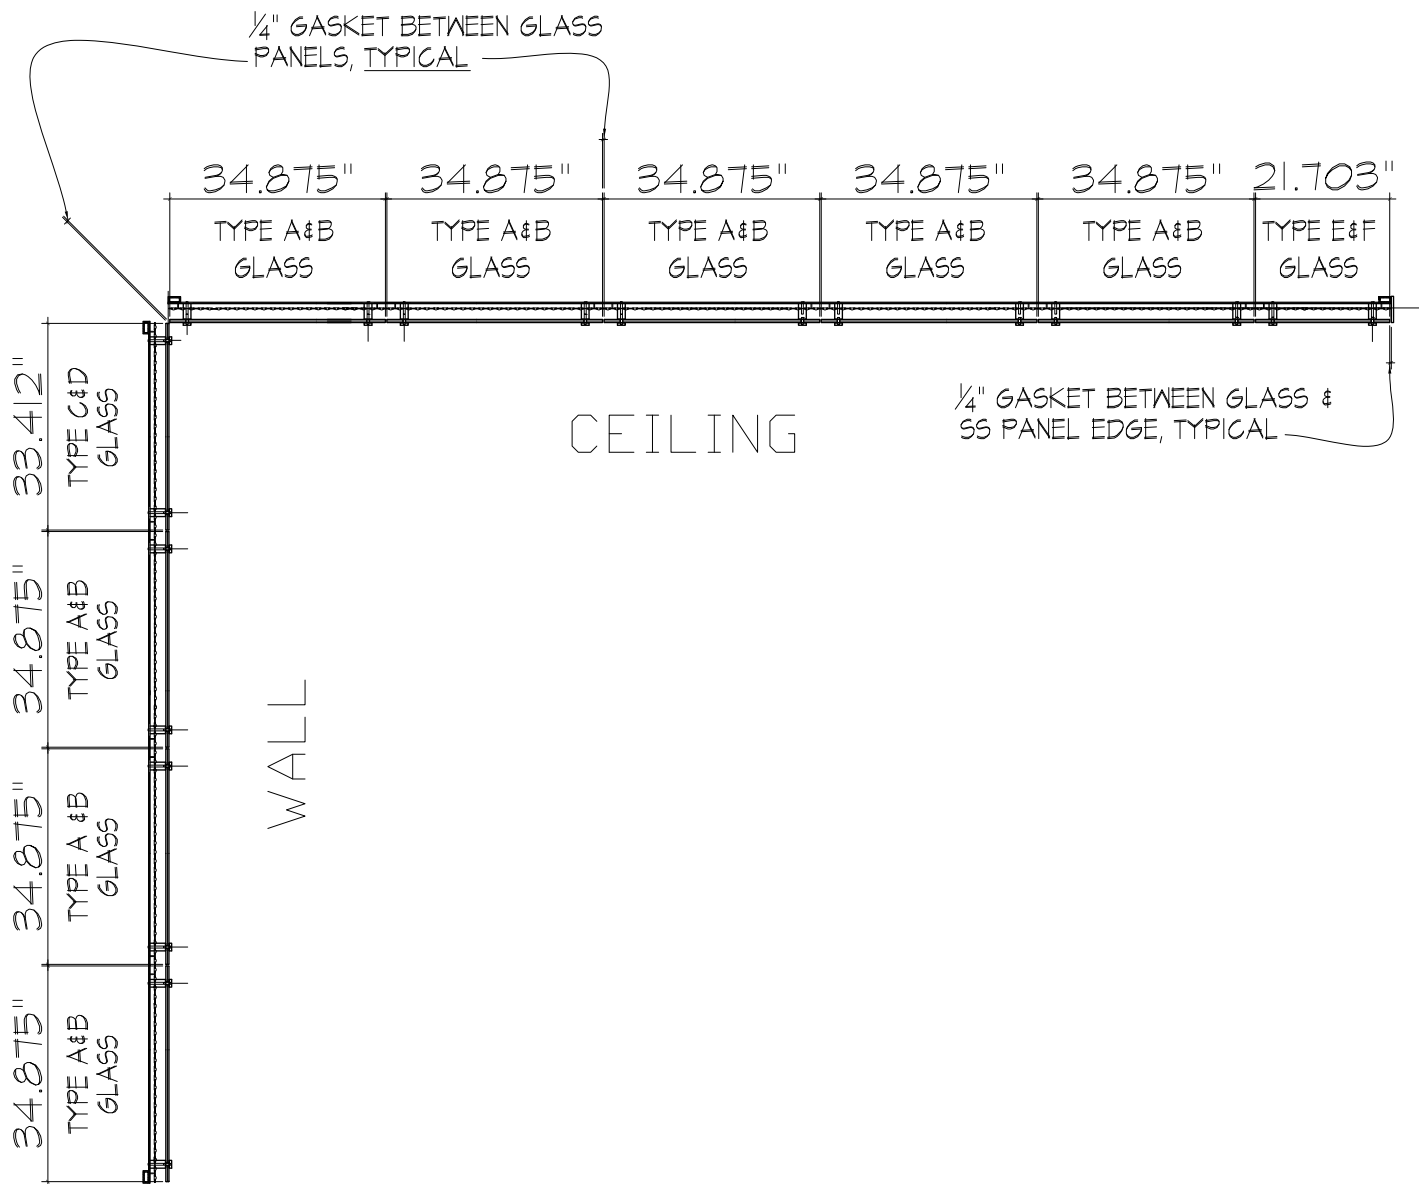 ¼" GASKET BETWEEN GLASS
PANELS, TYPICAL
34.875"
34.875"
34.875"
34.875"
34.875"
21.703"
TYPE A&B
GLASS
TYPE A&B
GLASS
TYPE A&B
GLASS
TYPE A&B
GLASS
TYPE A&B
GLASS
TYPE E&F
GLASS
¼" GASKET BETWEEN GLASS &
SS PANEL EDGE, TYPICAL
CEILING
33.412"
TYPE C&D
GLASS
34.875"
TYPE A&B
GLASS
WALL
34.875"
TYPE A &B
GLASS
34.875"
TYPE A&B
GLASS